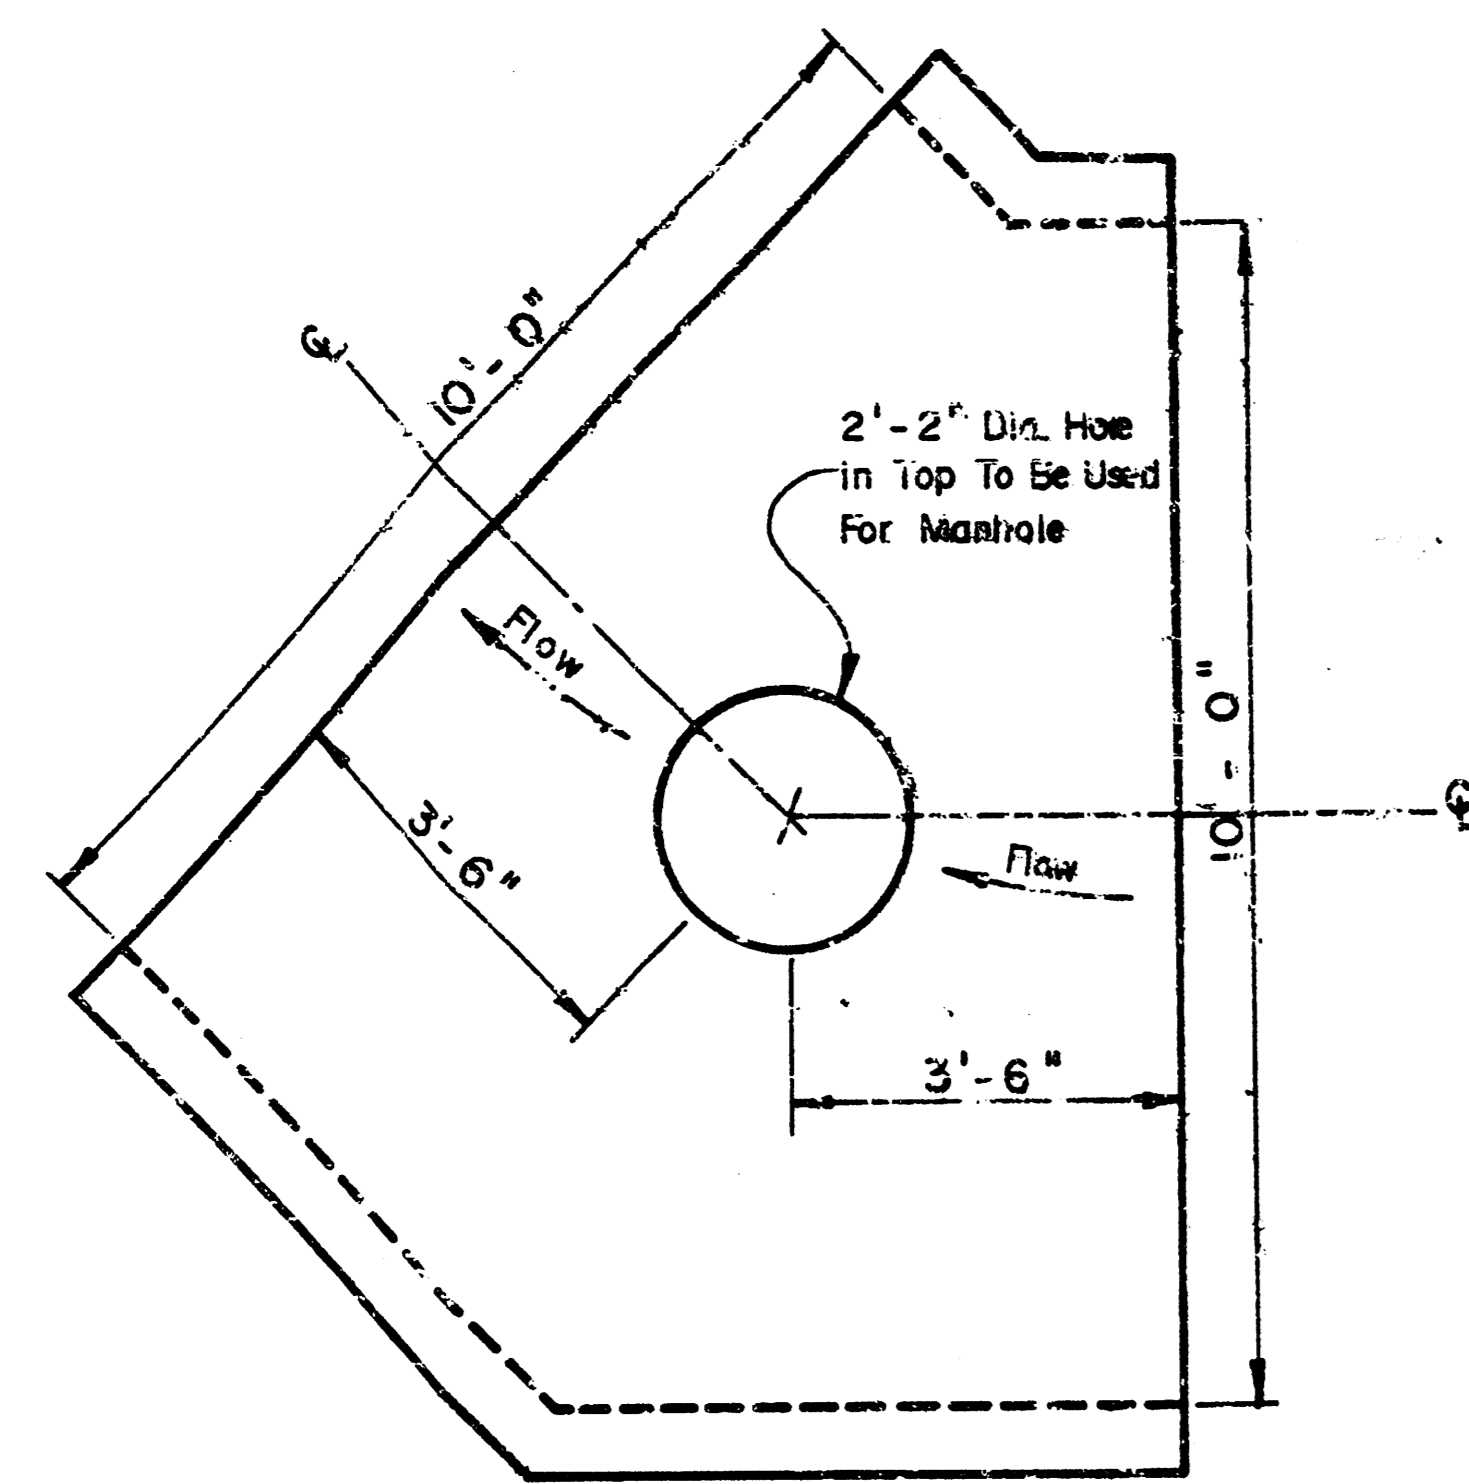 10'-0"
℄
2'-2" Dia. Hole
in Top To Be Used
For Manhole
Flow
10'-0"
℄
3'-6"
Flow
3'-6"